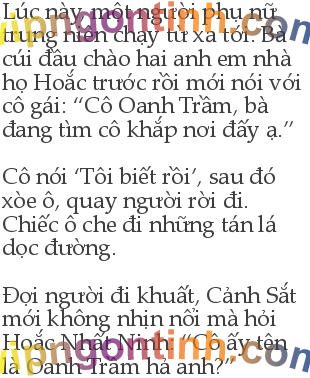 Lúc này một người phụ nữ
trung niên chạy từ xa tới. Bà
cúi đầu chào hai anh em nhà
họ Hoắc trước rồi mới nói với
cô gái: “Cô Oanh Trầm, bà
đang tìm cô khắp nơi đấy ạ.”
Cô nói ‘Tôi biết rồi’, sau đó
xòe ô, quay người rời đi.
Chiếc ô che đi những tán lá
dọc đường.
Đợi người đi khuất, Cảnh Sắt
mới không nhịn nổi mà hỏi
Hoắc Nhất Ninh: “Cô ấy tên
là Oanh Trầm hả anh?”